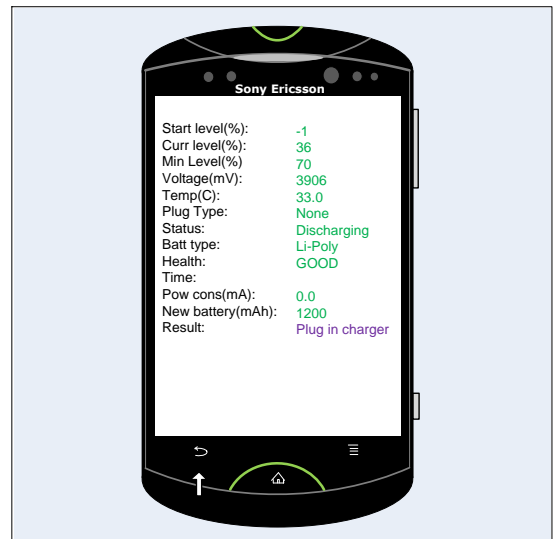 Sony Ericsson
Start level(%): -1
Curr level(%): 36
Min Level(%) 70
Voltage(mV): 3906
Temp(C): 33.0
Plug Type: None
Status: Discharging
Batt type: Li-Poly
Health: GOOD
Time:
Pow cons(mA): 0.0
New battery(mAh): 1200
Result: Plug in charger